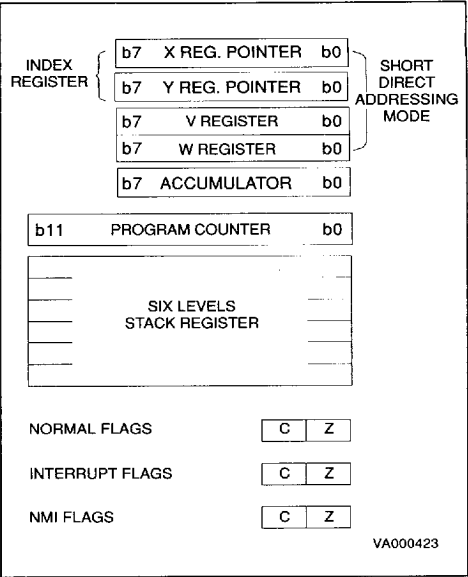 INDEX
REGISTER
b7 X REG. POINTER b0
b7 Y REG. POINTER b0
b7 V REGISTER b0
b7 W REGISTER b0
SHORT
DIRECT
ADDRESSING
MODE
b7 ACCUMULATOR b0
b11 PROGRAM COUNTER b0
SIX LEVELS
STACK REGISTER
NORMAL FLAGS C Z
INTERRUPT FLAGS C Z
NMI FLAGS C Z
VA000423